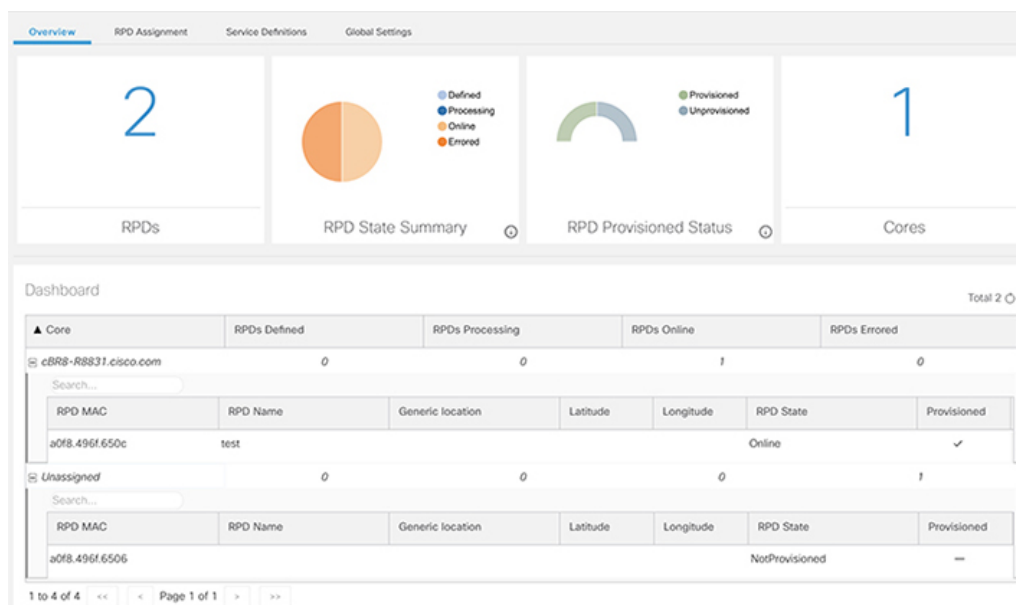 Overview RPD Assignment Service Definitions Global Settings
2
RPDs
Defined
Processing
Online
Errored
RPD State Summary
Provisioned
Unprovisioned
RPD Provisioned Status
1
Cores
Dashboard
Total 2
Core RPDs Defined RPDs Processing RPDs Online RPDs Errored
cBR8-R8831.cisco.com 0 0 1 0
Search...
RPD MAC RPD Name Generic location Latitude Longitude RPD State Provisioned
a0f8.496f.650c test Online
Unassigned 0 0 0 1
Search...
RPD MAC RPD Name Generic location Latitude Longitude RPD State Provisioned
a0f8.496f.6506 NotProvisioned —
1 to 4 of 4 << < Page 1 of 1 > >>